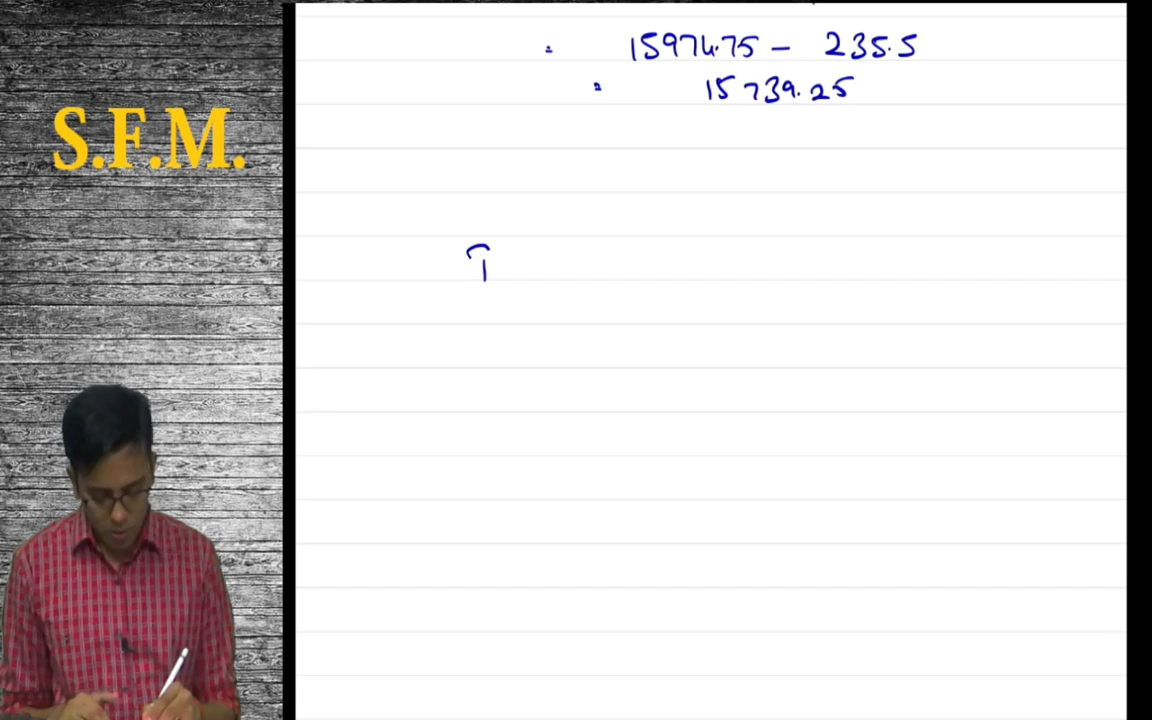 S.F.M.
= 15974.75 - 235.5
= 15739.25
T